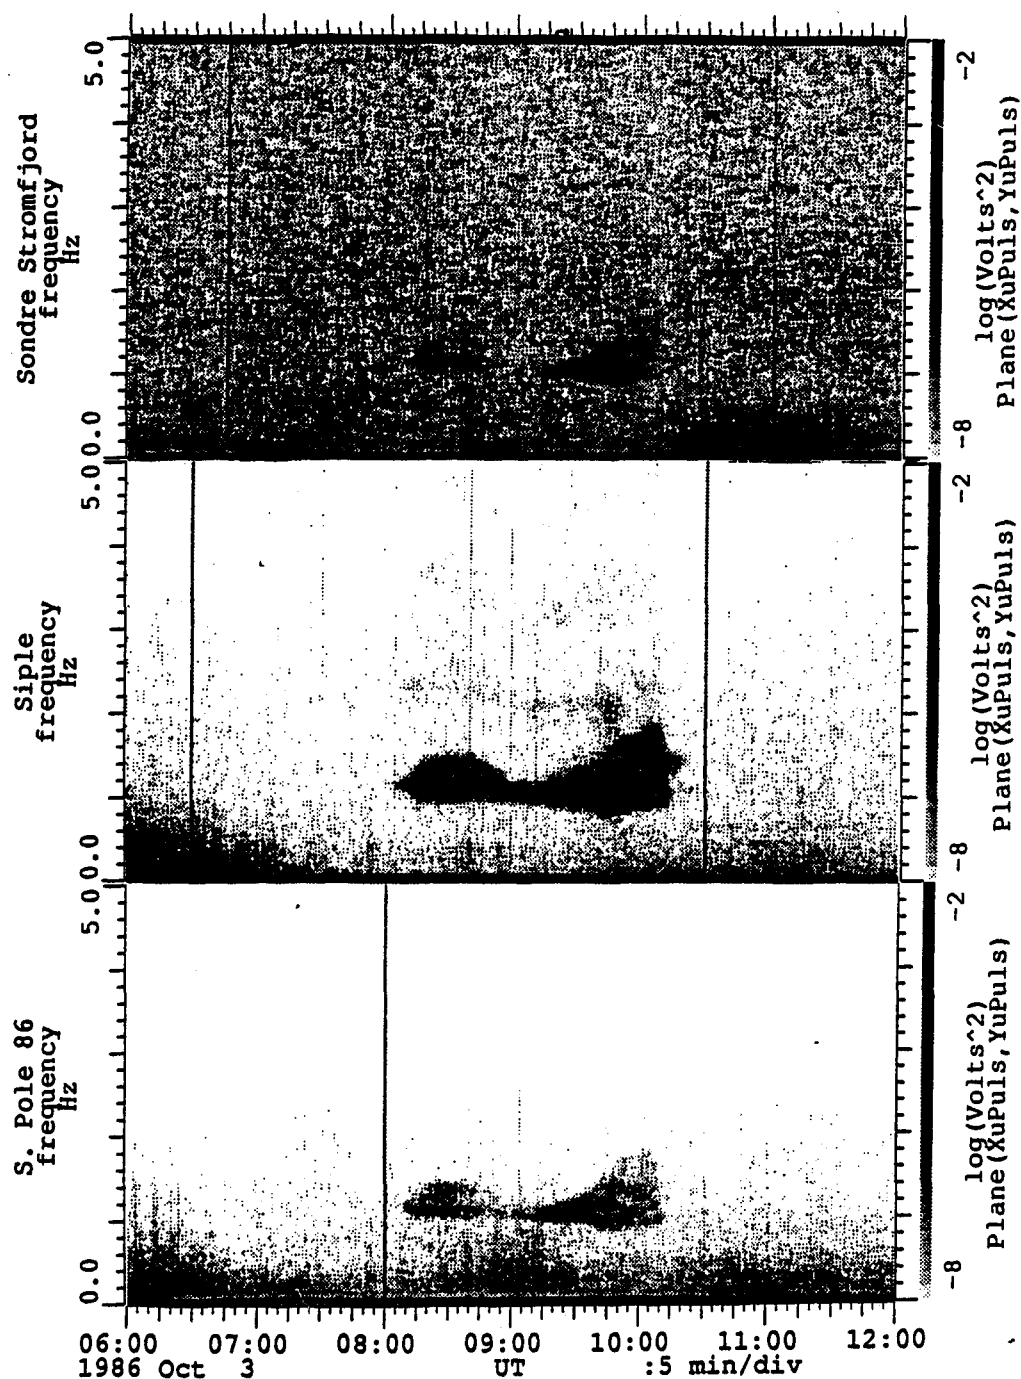 5.0
Sondre Stromfjord
frequency
Hz
0.0
-2
log(Volts^2)
Plane(XuPuls,YuPuls)
-8
5.0
Siple
frequency
Hz
0.0
-2
log(Volts^2)
Plane(XuPuls,YuPuls)
-8
5.0
S. Pole 86
frequency
Hz
0.0
-2
log(Volts^2)
Plane(XuPuls,YuPuls)
-8
06:00 07:00 08:00 09:00 10:00 11:00 12:00
1986 Oct 3 UT :5 min/div